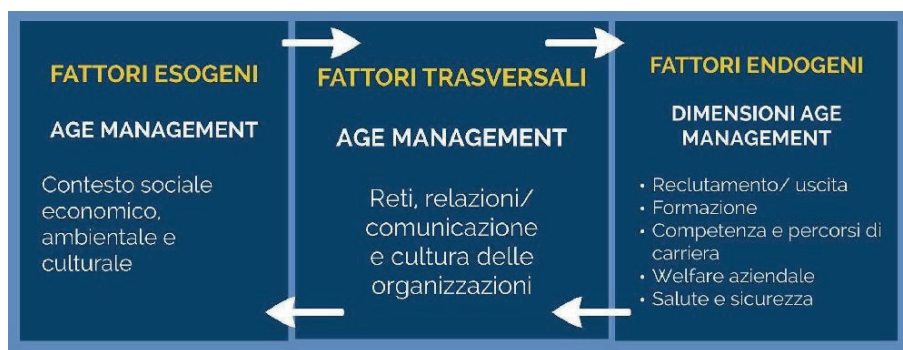 FATTORI ESOGENI
AGE MANAGEMENT
Contesto sociale
economico,
ambientale e
culturale
FATTORI TRASVERSALI
AGE MANAGEMENT
Reti, relazioni/
comunicazione
e cultura delle
organizzazioni
FATTORI ENDOGENI
DIMENSIONI AGE
MANAGEMENT
• Reclutamento/ uscita
• Formazione
• Competenza e percorsi di
carriera
• Welfare aziendale
• Salute e sicurezza